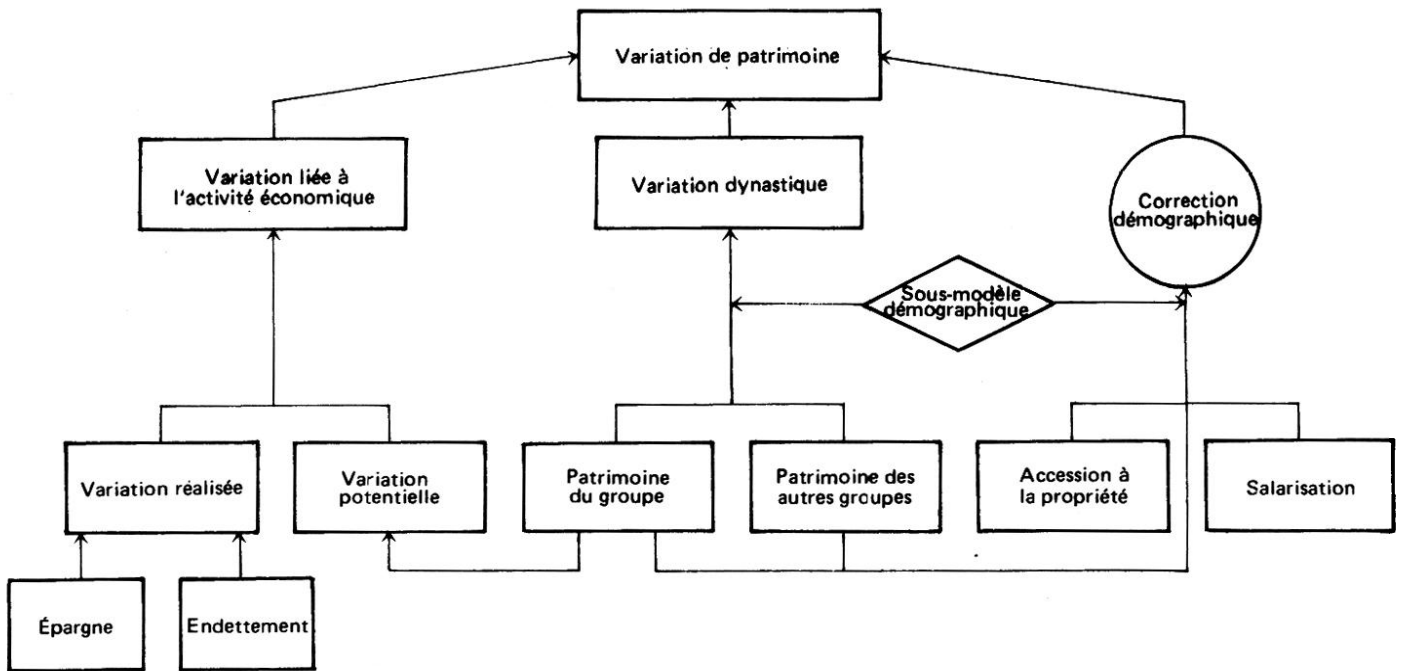 Variation de patrimoine
Variation liée à
l'activité économique
Variation dynastique
Correction
démographique
Sous-modèle
démographique
Variation réalisée
Variation
potentielle
Patrimoine
du groupe
Patrimoine des
autres groupes
Accession à
la propriété
Salarisation
Épargne
Endettement